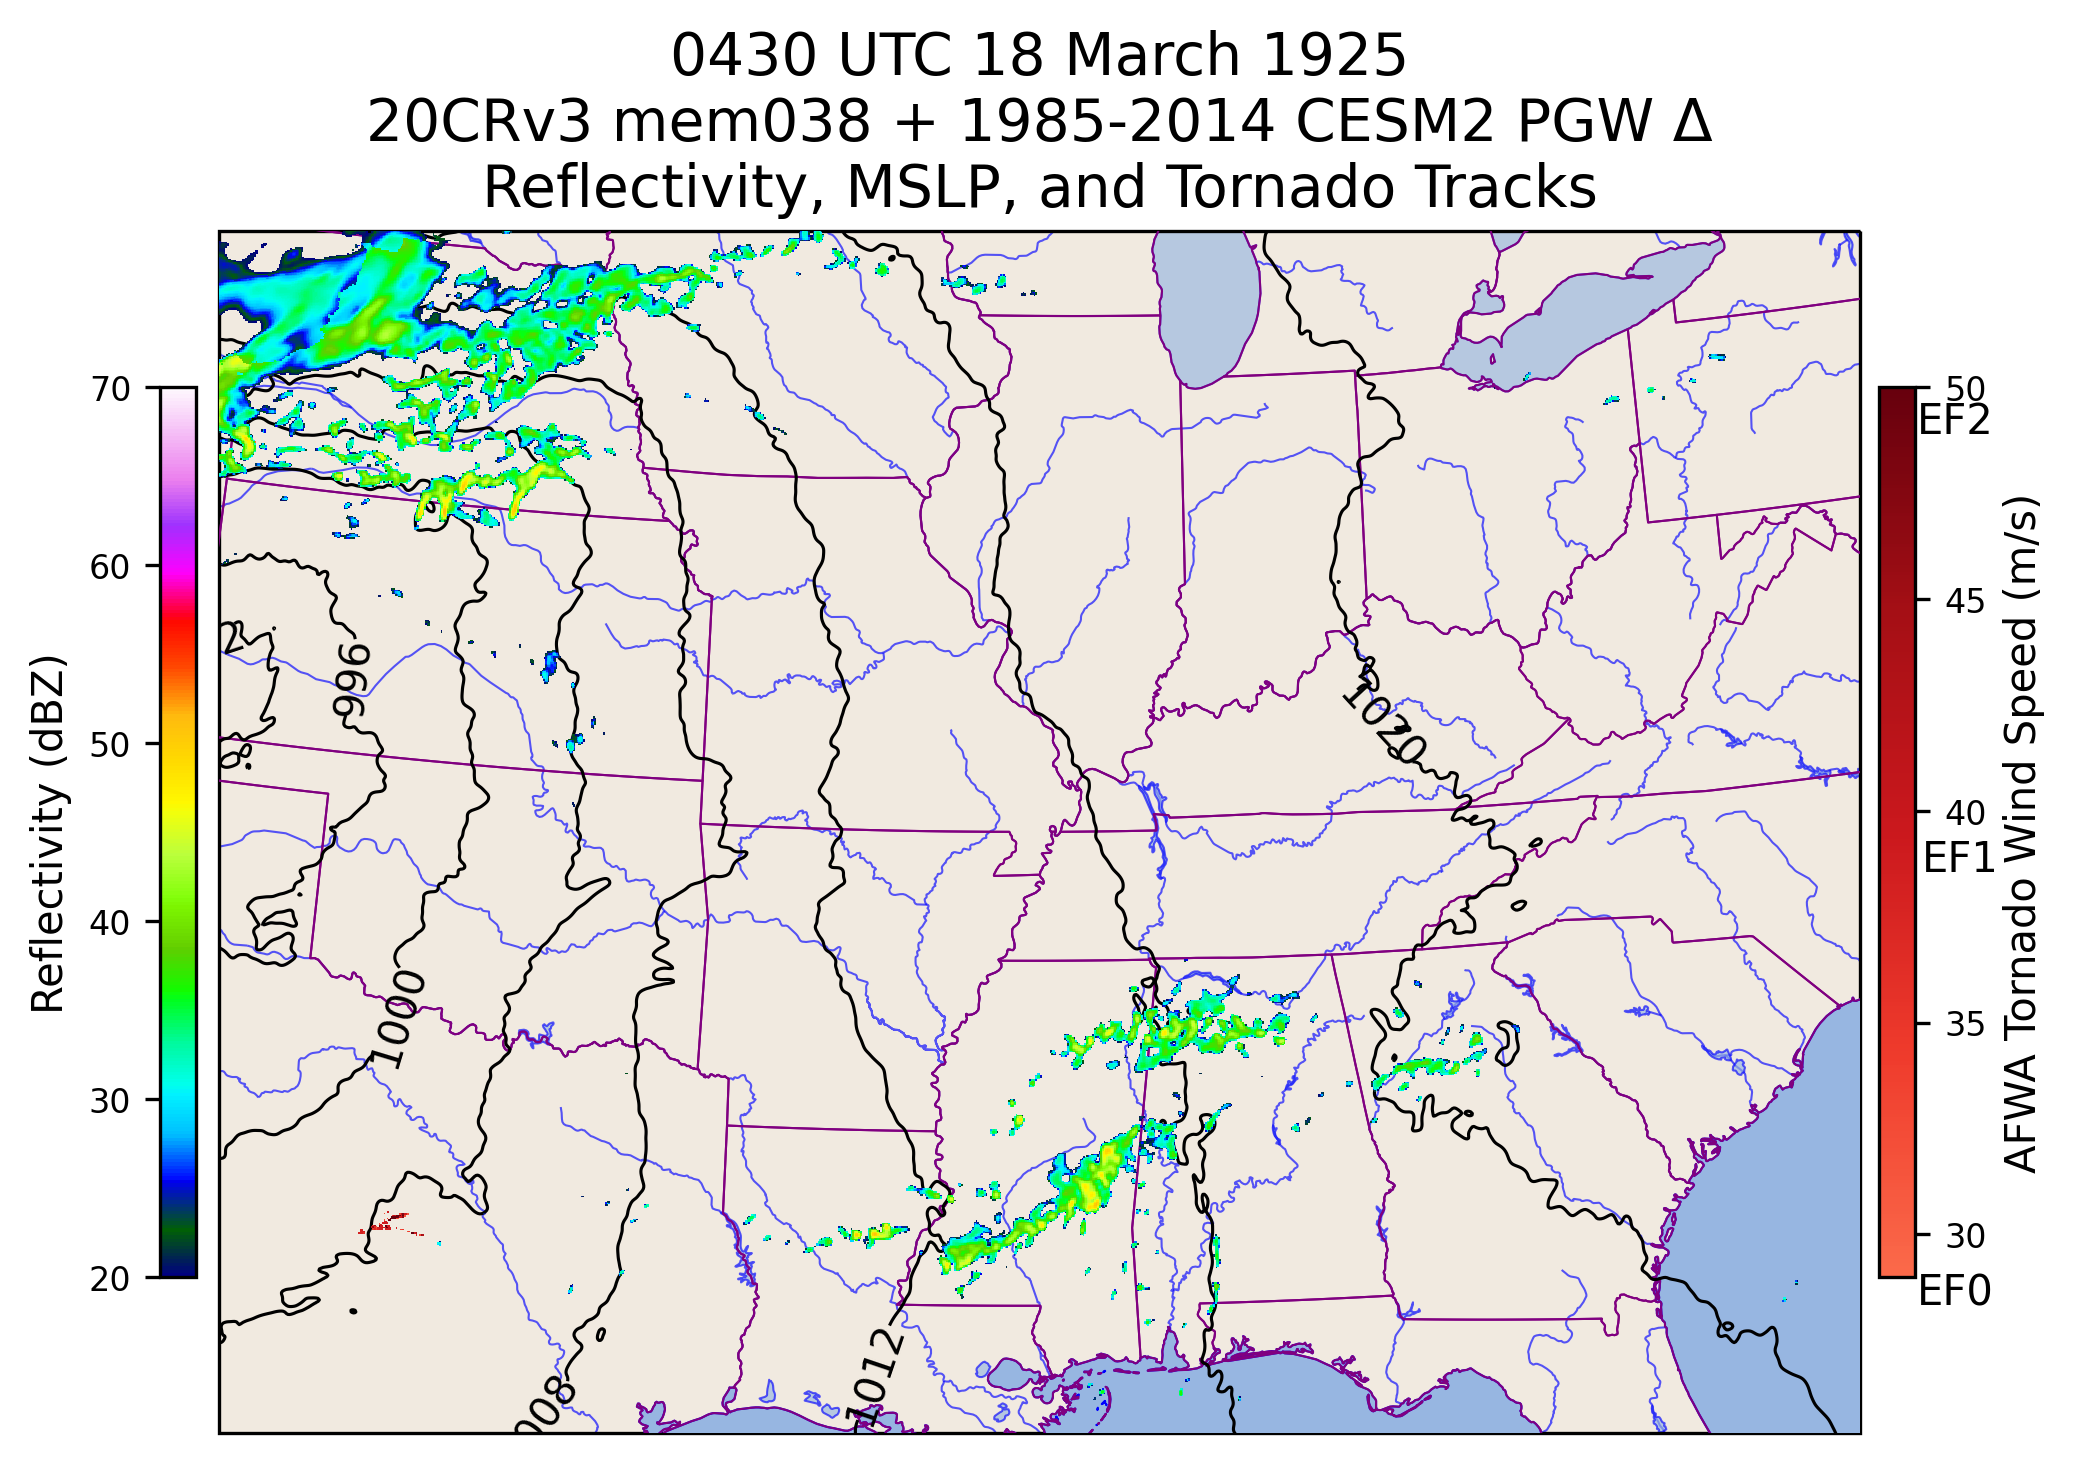 0430 UTC 18 March 1925
20CRv3 mem038 + 1985-2014 CESM2 PGW Δ
Reflectivity, MSLP, and Tornado Tracks
Reflectivity (dBZ)
70
60
50
40
30
20
2
996
1000
008
1012
1020
50
EF2
45
40
EF1
35
30
EF0
AFWA Tornado Wind Speed (m/s)